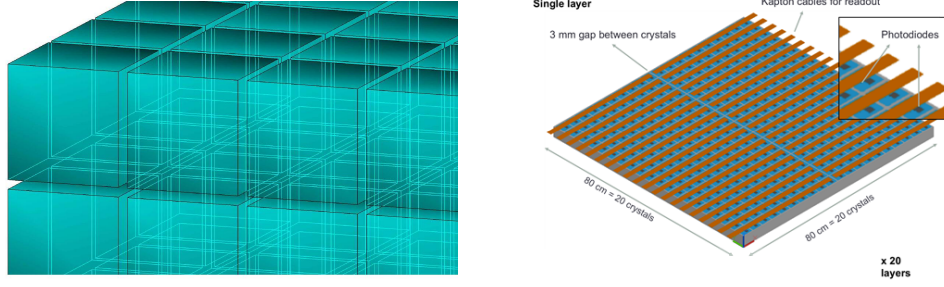 Single layer
Kapton cables for readout
3 mm gap between crystals
Photodiodes
80 cm = 20 crystals
80 cm = 20 crystals
x 20
layers